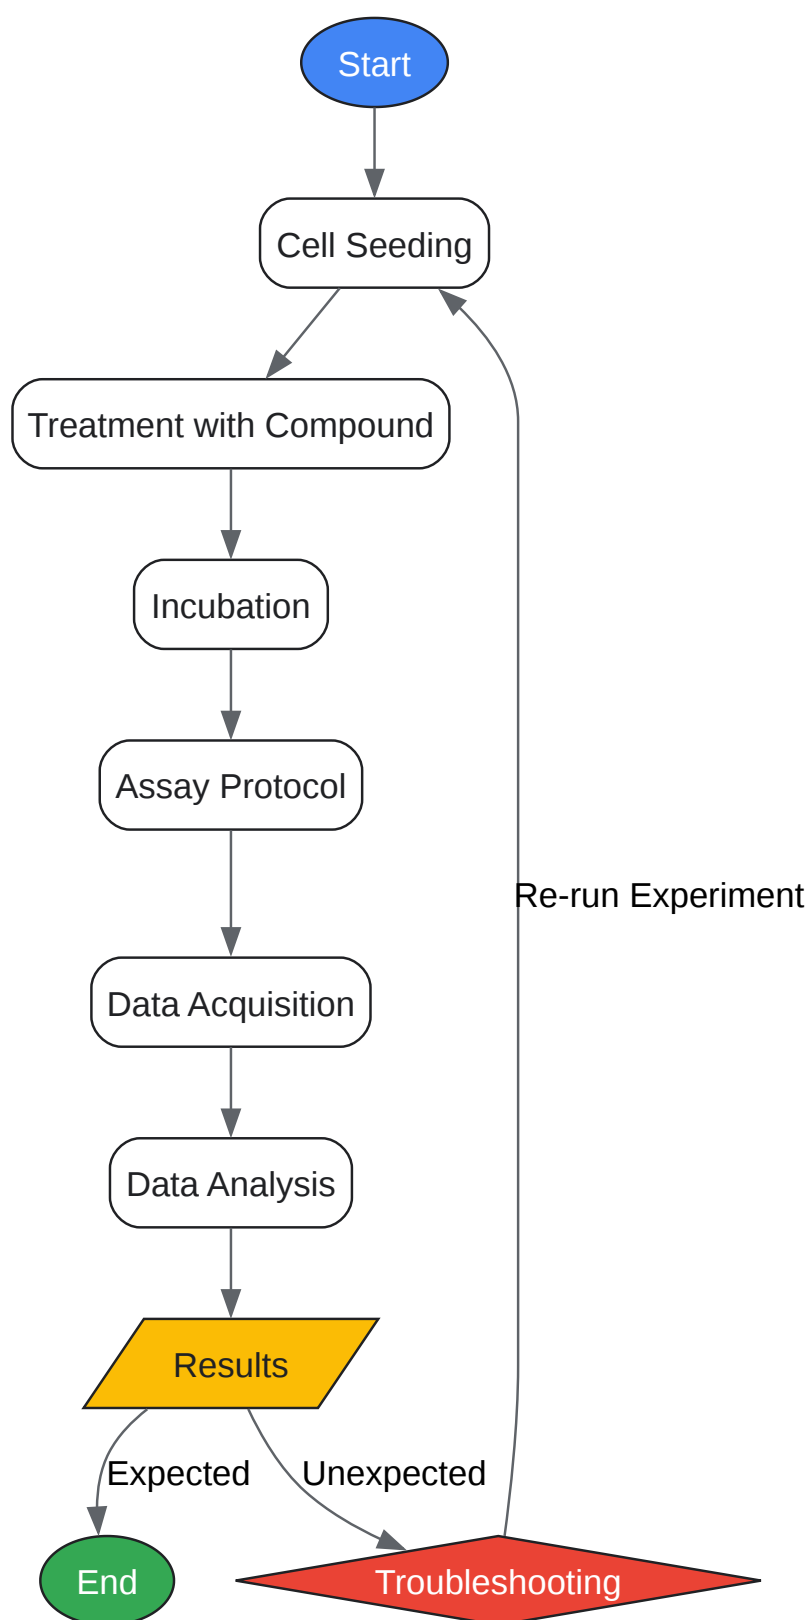 Start
Cell Seeding
Treatment with Compound
Incubation
Assay Protocol
Re-run Experiment
Data Acquisition
Data Analysis
Results
Expected
Unexpected
End
Troubleshooting